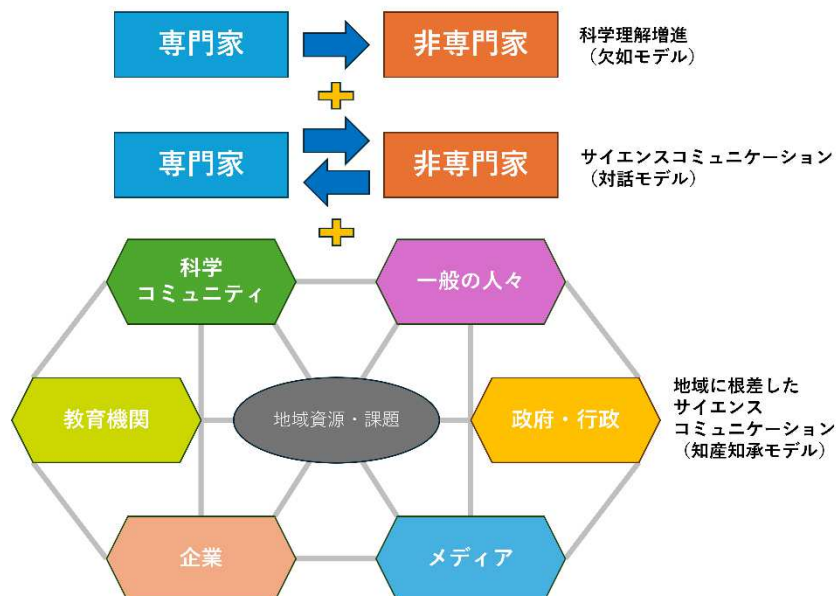 専門家
非専門家
科学理解増進
(欠如モデル)
専門家
非専門家
サイエンスコミュニケーション
(対話モデル)
科学
コミュニティ
一般の人々
教育機関
地域資源・課題
政府・行政
地域に根差した
サイエンス
コミュニケーション
(知産知承モデル)
企業
メディア